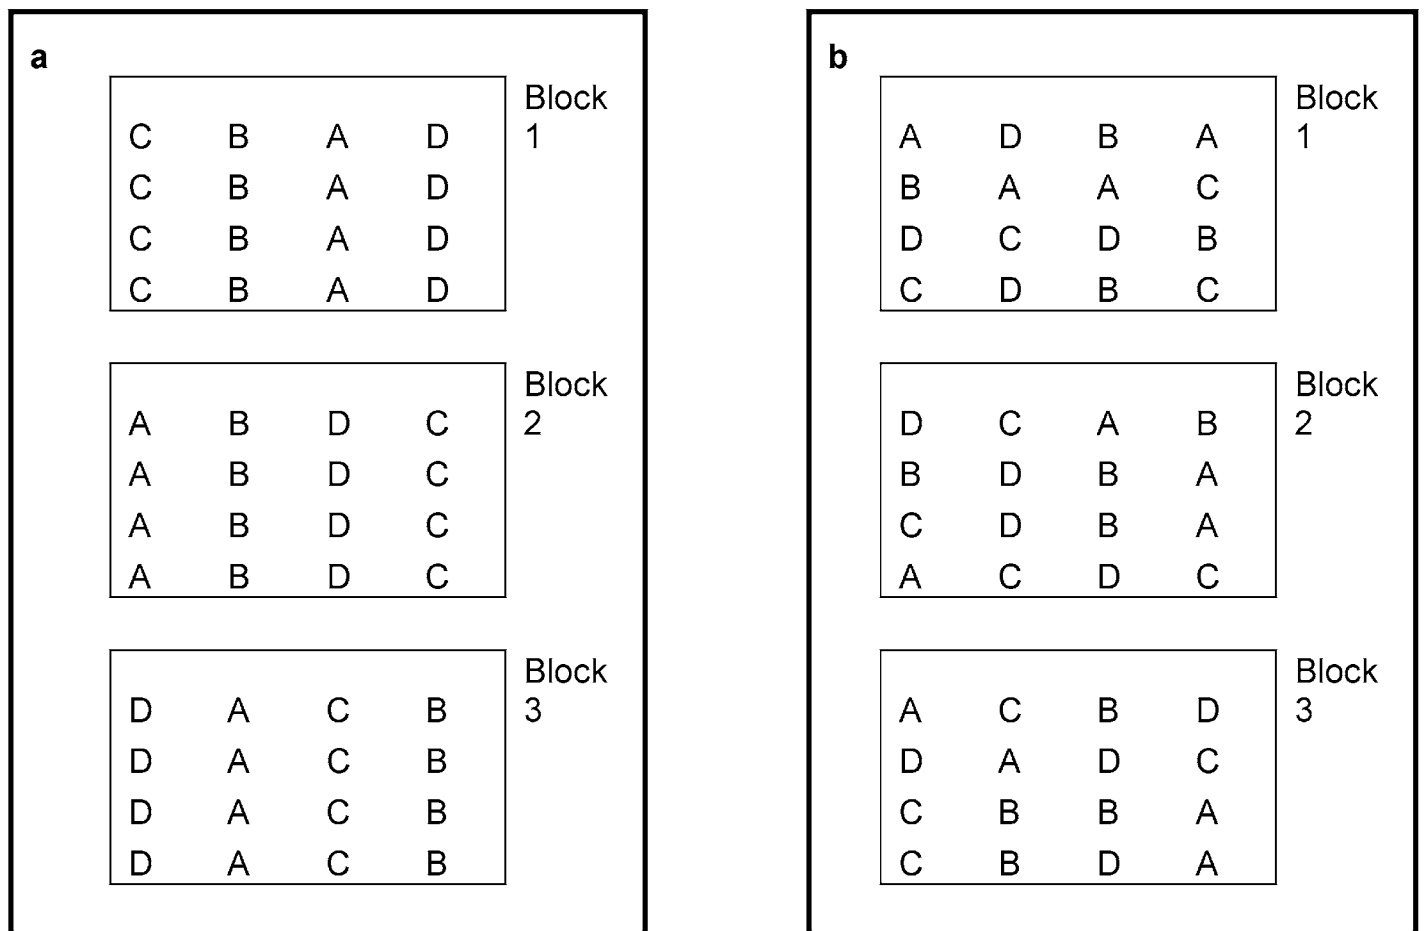 a
Block
C B A D 1
C B A D
C B A D
C B A D
Block
A B D C 2
A B D C
A B D C
A B D C
Block
D A C B 3
D A C B
D A C B
D A C B
b
Block
A D B A 1
B A A C
D C D B
C D B C
Block
D C A B 2
B D B A
C D B A
A C D C
Block
A C B D 3
D A D C
C B B A
C B D A